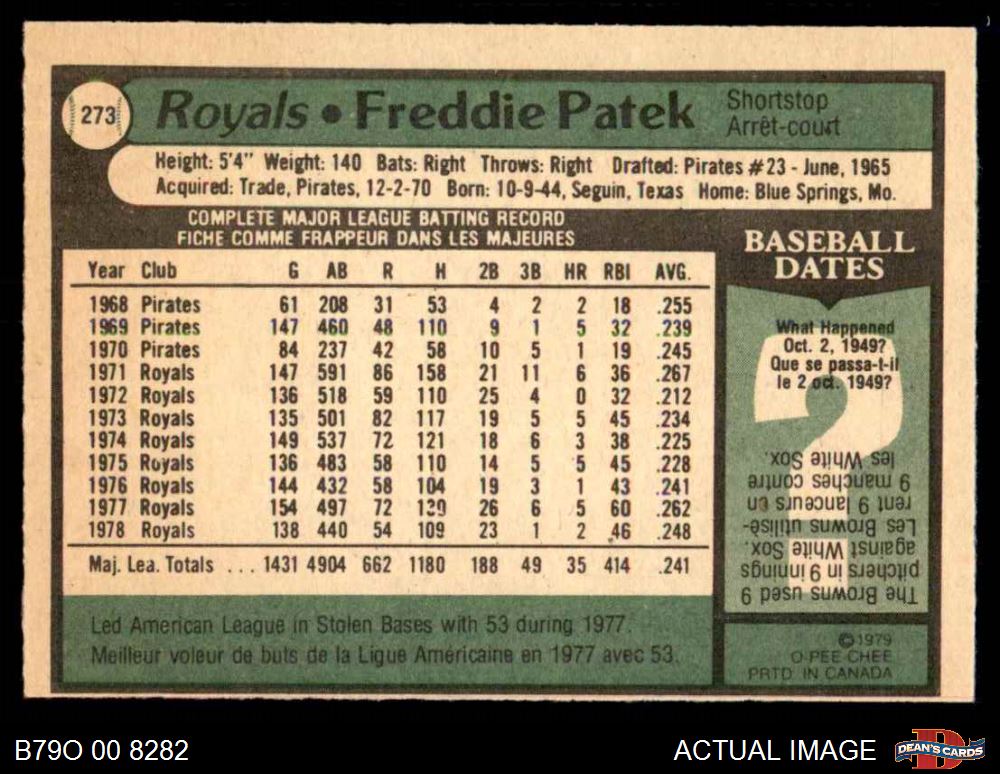 273
Royals • Freddie Patek
Shortstop
Arrêt-court
Height: 5'4" Weight: 140 Bats: Right Throws: Right Drafted: Pirates #23 - June, 1965
Acquired: Trade, Pirates, 12-2-70 Born: 10-9-44, Seguin, Texas Home: Blue Springs, Mo.
COMPLETE MAJOR LEAGUE BATTING RECORD
FICHE COMME FRAPPEUR DANS LES MAJEURES
Year Club G AB R H 2B 3B HR RBI AVG.
1968 Pirates 61 208 31 53 4 2 2 18 .255
1969 Pirates 147 460 48 110 9 1 5 32 .239
1970 Pirates 84 237 42 58 10 5 1 19 .245
1971 Royals 147 591 86 158 21 11 6 36 .267
1972 Royals 136 518 59 110 25 4 0 32 .212
1973 Royals 135 501 82 117 19 5 5 45 .234
1974 Royals 149 537 72 121 18 6 3 38 .225
1975 Royals 136 483 58 110 14 5 5 45 .228
1976 Royals 144 432 58 104 19 3 1 43 .241
1977 Royals 154 497 72 130 26 6 5 60 .262
1978 Royals 138 440 54 109 23 1 2 46 .248
Maj. Lea. Totals ... 1431 4904 662 1180 188 49 35 414 .241
Led American League in Stolen Bases with 53 during 1977.
Meilleur voleur de buts de la Ligue Américaine en 1977 avec 53.
BASEBALL
DATES
What Happened
Oct. 2, 1949?
Que se passa-t-il
le 2 oct. 1949?
The Browns used 9
pitchers in 9 innings
against White Sox.
Les Browns utilisè-
rent 9 lanceurs en
9 manches contre
les White Sox.
©1979
O-PEE-CHEE
PRTD. IN CANADA
B79O 00 8282
ACTUAL IMAGE
DEAN'S CARDS